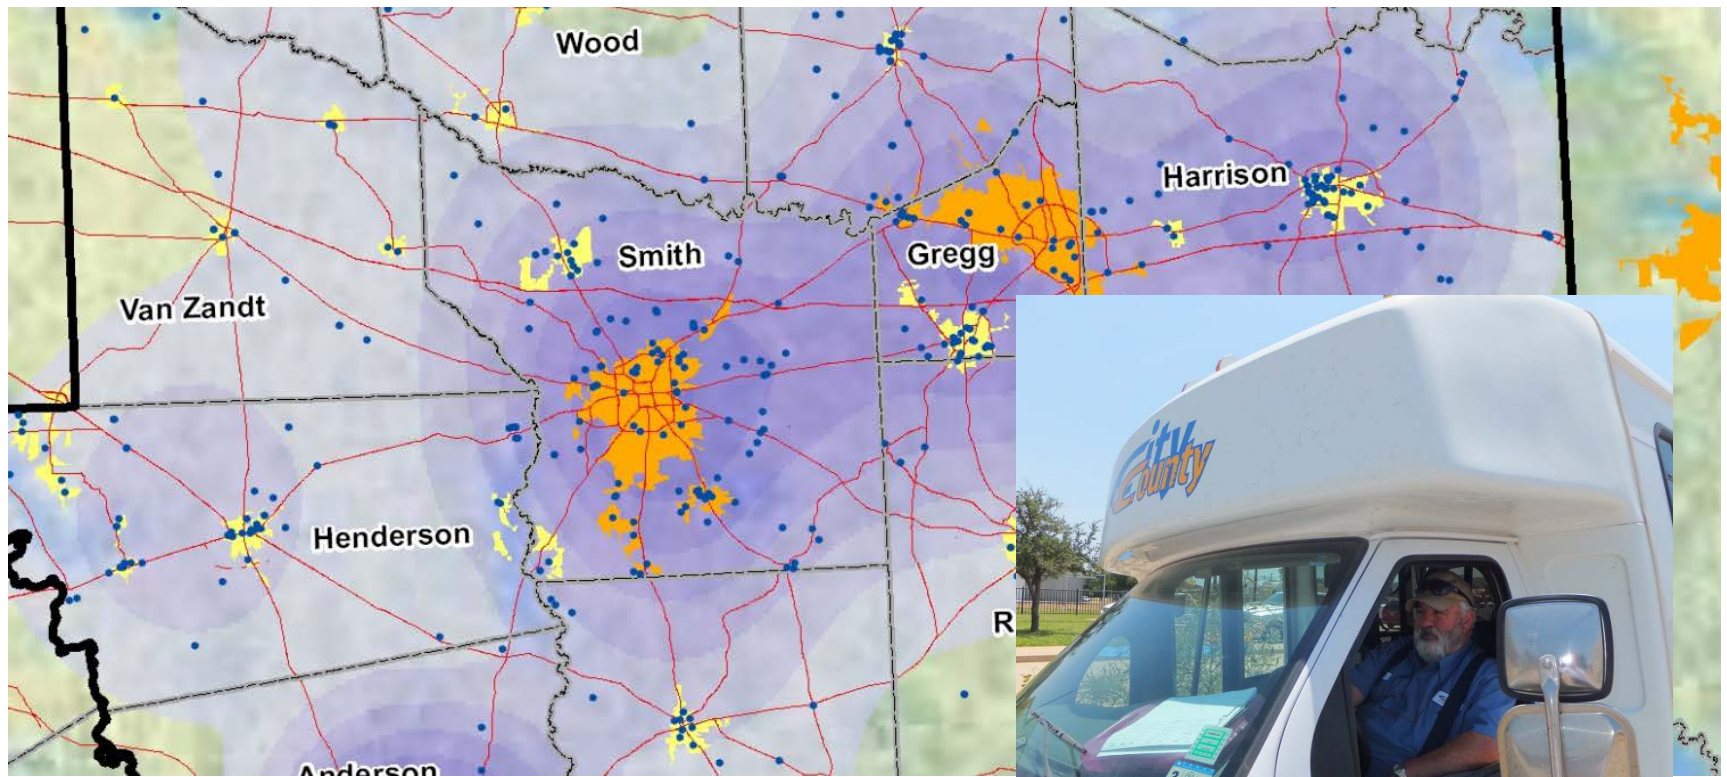 Wood
Harrison
Smith
Gregg
Van Zandt
Henderson
R
Anderson
City
County